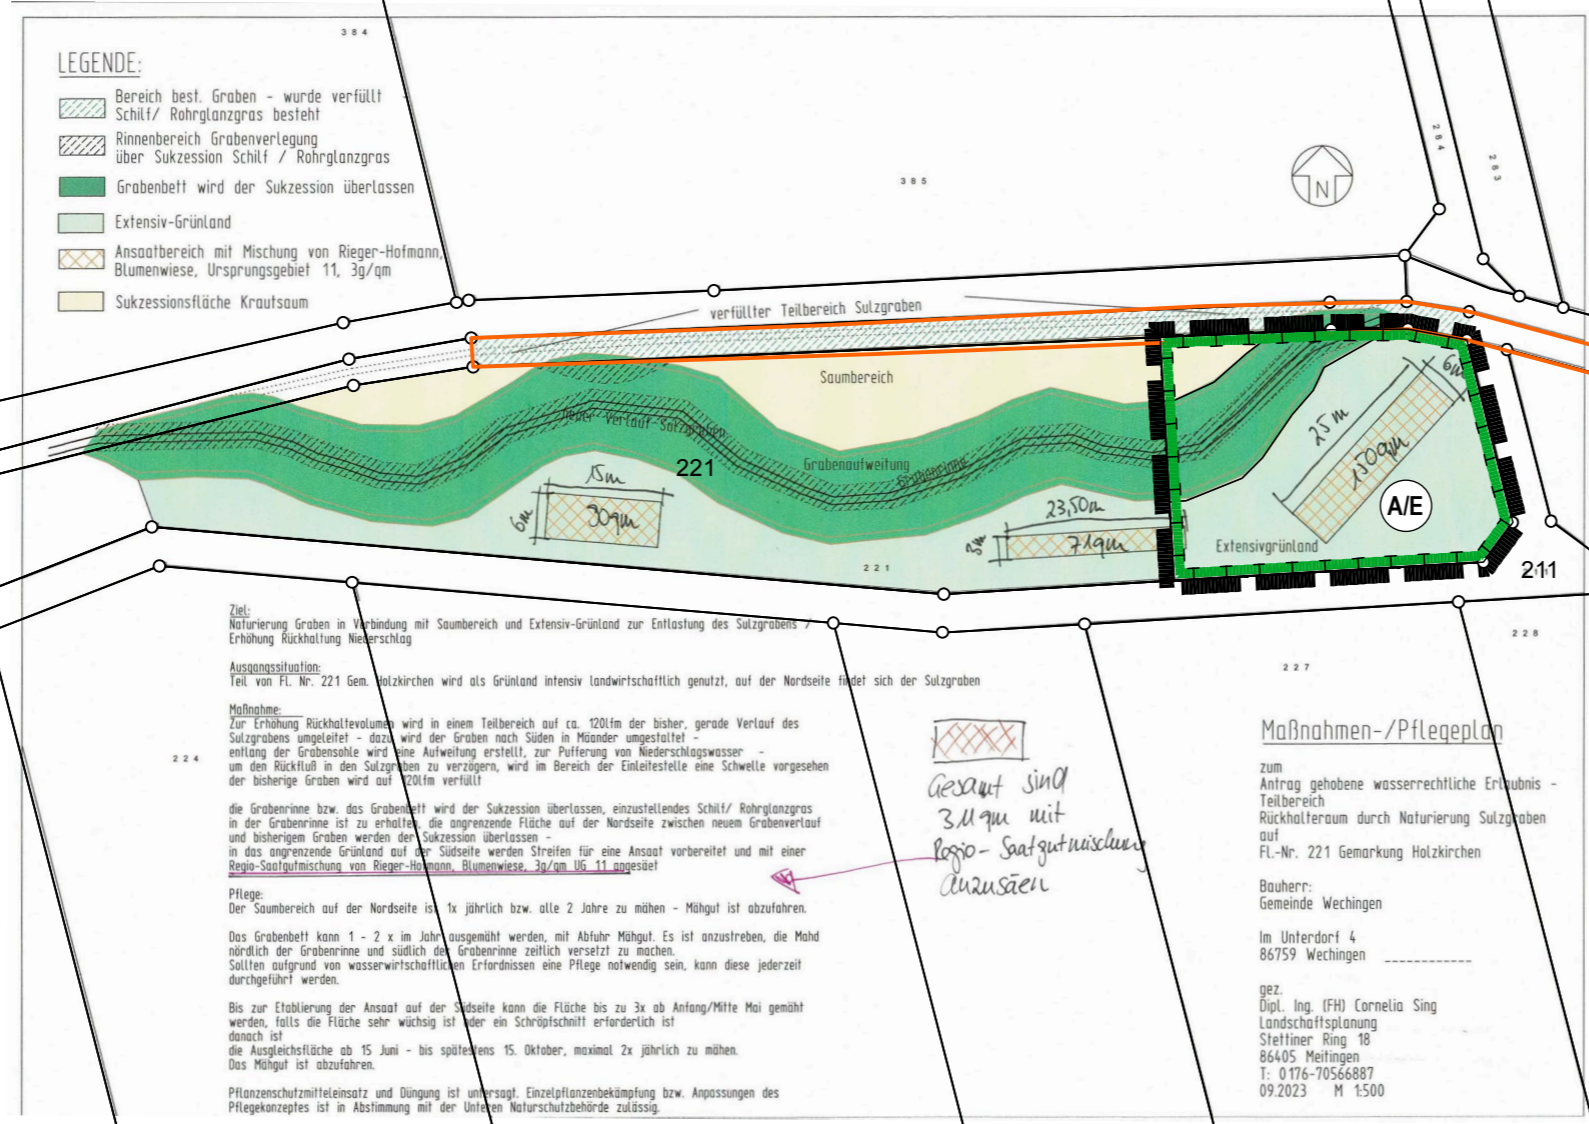 384
LEGENDE:
Bereich best. Graben - wurde verfüllt
Schilf/ Rohrglanzgras besteht
Rinnenbereich Grabenverlegung
über Sukzession Schilf / Rohrglanzgras
Grabenbett wird der Sukzession überlassen
Extensiv-Grünland
Ansaatbereich mit Mischung von Rieger-Hofmann,
Blumenwiese, Ursprungsgebiet 11, 3g/qm
Sukzessionsfläche Krautsaum
385
284
283
N
verfüllter Teilbereich Sulzgraben
Saumbereich
neuer Verlauf Sulzgraben
221
Grabenaufweitung
Grabenrinne
15m
6m
90qm
23,50m
3m
71qm
25m
6m
150qm
A/E
Extensivgrünland
221
211
228
227
224
Ziel:
Naturierung Graben in Verbindung mit Saumbereich und Extensiv-Grünland zur Entlastung des Sulzgrabens /
Erhöhung Rückhaltung Niederschlag
Ausgangssituation:
Teil von Fl. Nr. 221 Gem. Holzkirchen wird als Grünland intensiv landwirtschaftlich genutzt, auf der Nordseite findet sich der Sulzgraben
Maßnahme:
Zur Erhöhung Rückhaltevolumen wird in einem Teilbereich auf ca. 120lfm der bisher, gerade Verlauf des
Sulzgrabens umgeleitet - dazu wird der Graben nach Süden in Mäander umgestaltet -
entlang der Grabensohle wird eine Aufweitung erstellt, zur Pufferung von Niederschlagswasser -
um den Rückfluß in den Sulzgraben zu verzögern, wird im Bereich der Einleitestelle eine Schwelle vorgesehen
der bisherige Graben wird auf 120lfm verfüllt
die Grabenrinne bzw. das Grabenbett wird der Sukzession überlassen, einzustellendes Schilf/ Rohrglanzgras
in der Grabenrinne ist zu erhalten, die angrenzende Fläche auf der Nordseite zwischen neuem Grabenverlauf
und bisherigem Graben werden der Sukzession überlassen -
in das angrenzende Grünland auf der Südseite werden Streifen für eine Ansaat vorbereitet und mit einer
Regio-Saatgutmischung von Rieger-Hofmann, Blumenwiese, 3g/qm UG 11 angesäet
Pflege:
Der Saumbereich auf der Nordseite ist 1x jährlich bzw. alle 2 Jahre zu mähen - Mähgut ist abzufahren.
Das Grabenbett kann 1 - 2 x im Jahr ausgemäht werden, mit Abfuhr Mähgut. Es ist anzustreben, die Mahd
nördlich der Grabenrinne und südlich der Grabenrinne zeitlich versetzt zu machen.
Sollten aufgrund von wasserwirtschaftlichen Erfordnissen eine Pflege notwendig sein, kann diese jederzeit
durchgeführt werden.
Bis zur Etablierung der Ansaat auf der Südseite kann die Fläche bis zu 3x ab Anfang/Mitte Mai gemäht
werden, falls die Fläche sehr wüchsig ist oder ein Schröpfschnitt erforderlich ist
danach ist
die Ausgleichsfläche ab 15 Juni - bis spätestens 15. Oktober, maximal 2x jährlich zu mähen.
Das Mähgut ist abzufahren.
Pflanzenschutzmitteleinsatz und Düngung ist untersagt. Einzelpflanzenbekämpfung bzw. Anpassungen des
Pflegekonzeptes ist in Abstimmung mit der Unteren Naturschutzbehörde zulässig.
Gesamt sind
311qm mit
Regio-Saatgutmischung
anzusäen
Maßnahmen-/Pflegeplan
zum
Antrag gehobene wasserrechtliche Erlaubnis -
Teilbereich
Rückhalteraum durch Naturierung Sulzgraben
auf
Fl.-Nr. 221 Gemarkung Holzkirchen
Bauherr:
Gemeinde Wechingen
Im Unterdorf 4
86759 Wechingen
gez.
Dipl. Ing. (FH) Cornelia Sing
Landschaftsplanung
Stettiner Ring 18
86405 Meitingen
T: 0176-70566887
09.2023 M 1:500